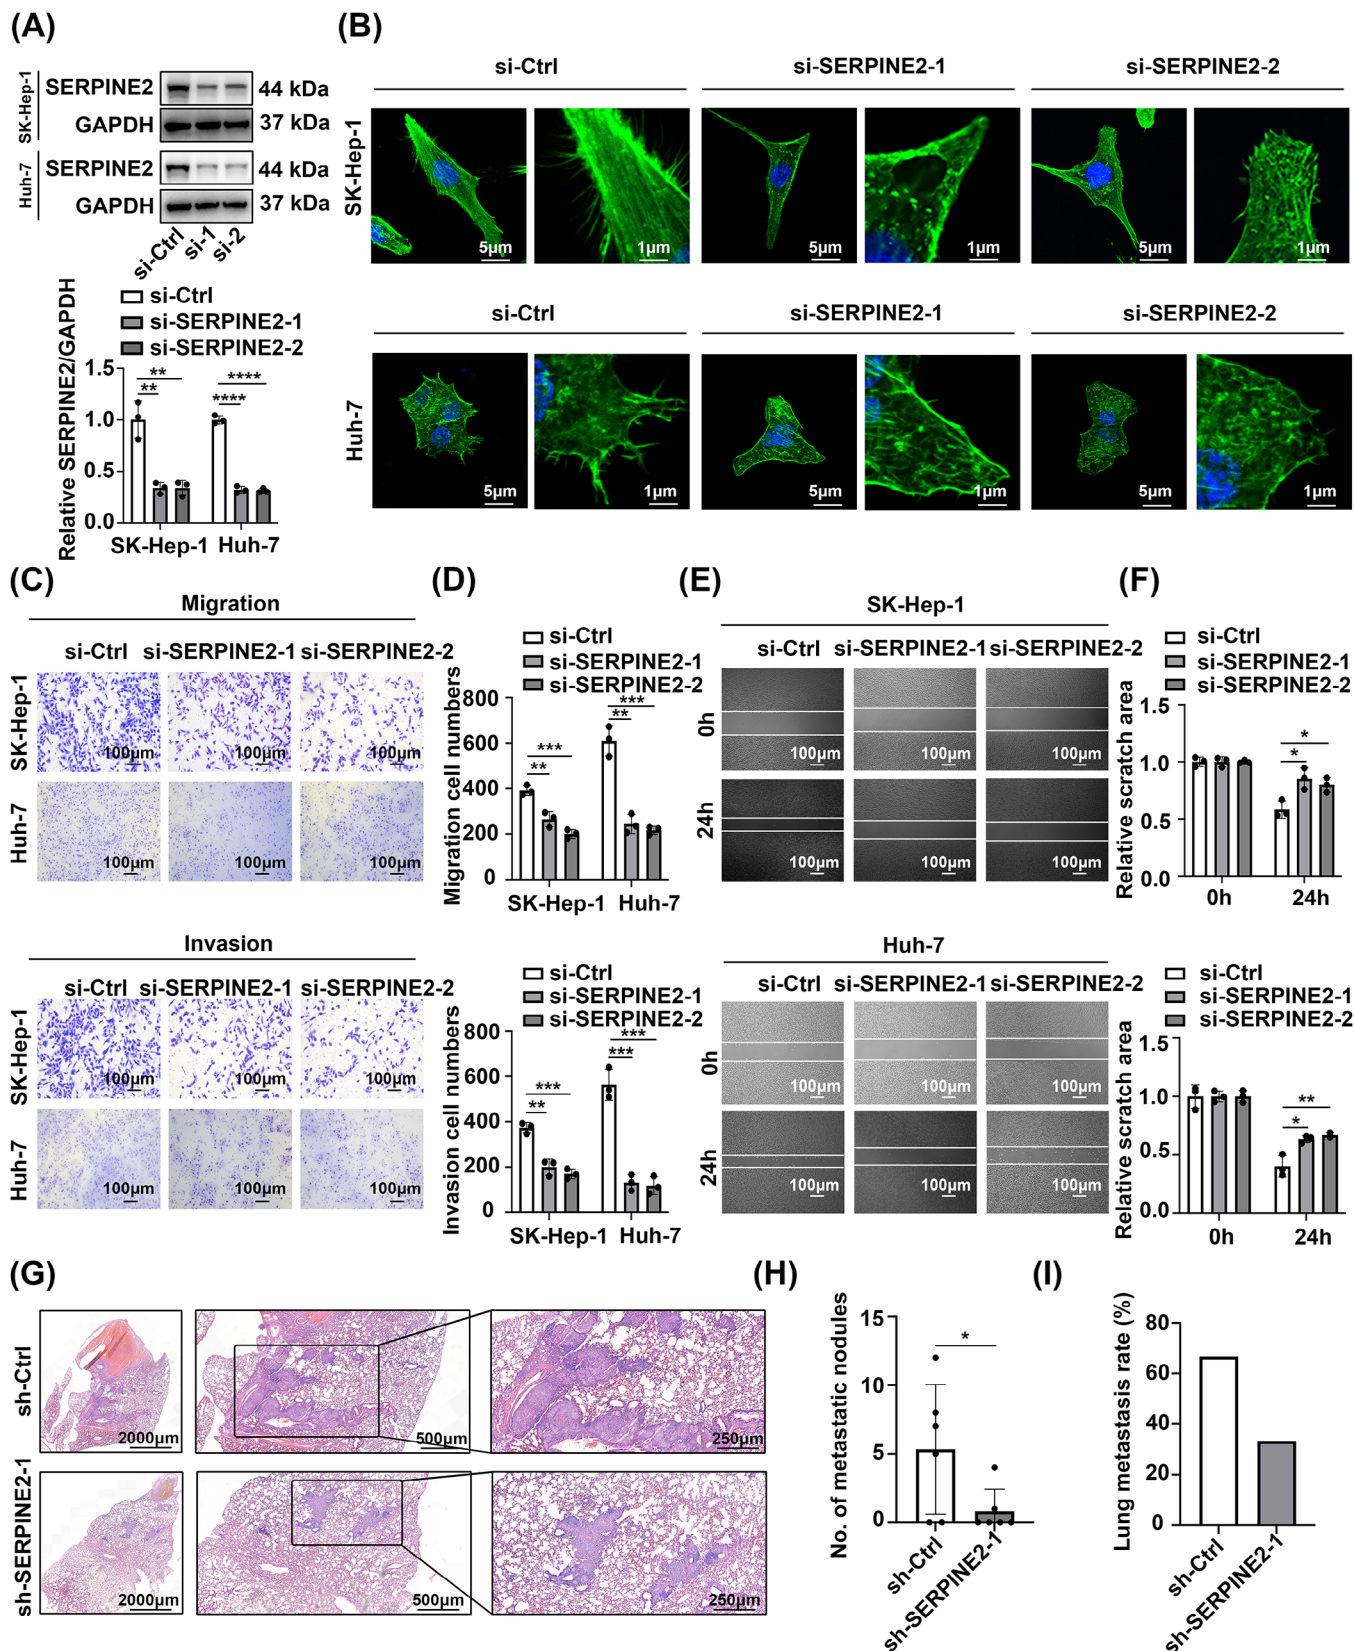 (A)
SK-Hep-1
SERPINE2
44 kDa
GAPDH
37 kDa
Huh-7
SERPINE2
44 kDa
GAPDH
37 kDa
si-Ctrl
si-1
si-2
si-Ctrl
si-SERPINE2-1
si-SERPINE2-2
Relative SERPINE2/GAPDH
1.5
1.0
0.5
0.0
**
**
****
****
SK-Hep-1
Huh-7
(B)
si-Ctrl
si-SERPINE2-1
si-SERPINE2-2
SK-Hep-1
5μm
1μm
5μm
1μm
5μm
1μm
si-Ctrl
si-SERPINE2-1
si-SERPINE2-2
Huh-7
5μm
1μm
5μm
1μm
5μm
1μm
(C)
Migration
si-Ctrl
si-SERPINE2-1
si-SERPINE2-2
SK-Hep-1
100μm
100μm
100μm
Huh-7
100μm
100μm
100μm
Invasion
si-Ctrl
si-SERPINE2-1
si-SERPINE2-2
SK-Hep-1
100μm
100μm
100μm
Huh-7
100μm
100μm
100μm
(D)
si-Ctrl
si-SERPINE2-1
si-SERPINE2-2
Migration cell numbers
800
600
400
200
0
***
**
***
**
SK-Hep-1
Huh-7
si-Ctrl
si-SERPINE2-1
si-SERPINE2-2
Invasion cell numbers
800
600
400
200
0
***
**
***
***
SK-Hep-1
Huh-7
(E)
SK-Hep-1
si-Ctrl
si-SERPINE2-1
si-SERPINE2-2
0h
100μm
100μm
100μm
24h
100μm
100μm
100μm
Huh-7
si-Ctrl
si-SERPINE2-1
si-SERPINE2-2
0h
100μm
100μm
100μm
24h
100μm
100μm
100μm
(F)
si-Ctrl
si-SERPINE2-1
si-SERPINE2-2
Relative scratch area
1.5
1.0
0.5
0.0
*
*
0h
24h
si-Ctrl
si-SERPINE2-1
si-SERPINE2-2
Relative scratch area
1.5
1.0
0.5
0.0
**
*
0h
24h
(G)
sh-Ctrl
2000μm
500μm
250μm
sh-SERPINE2-1
2000μm
500μm
250μm
(H)
No. of metastatic nodules
15
10
5
0
*
sh-Ctrl
sh-SERPINE2-1
(I)
Lung metastasis rate (%)
80
60
40
20
0
sh-Ctrl
sh-SERPINE2-1